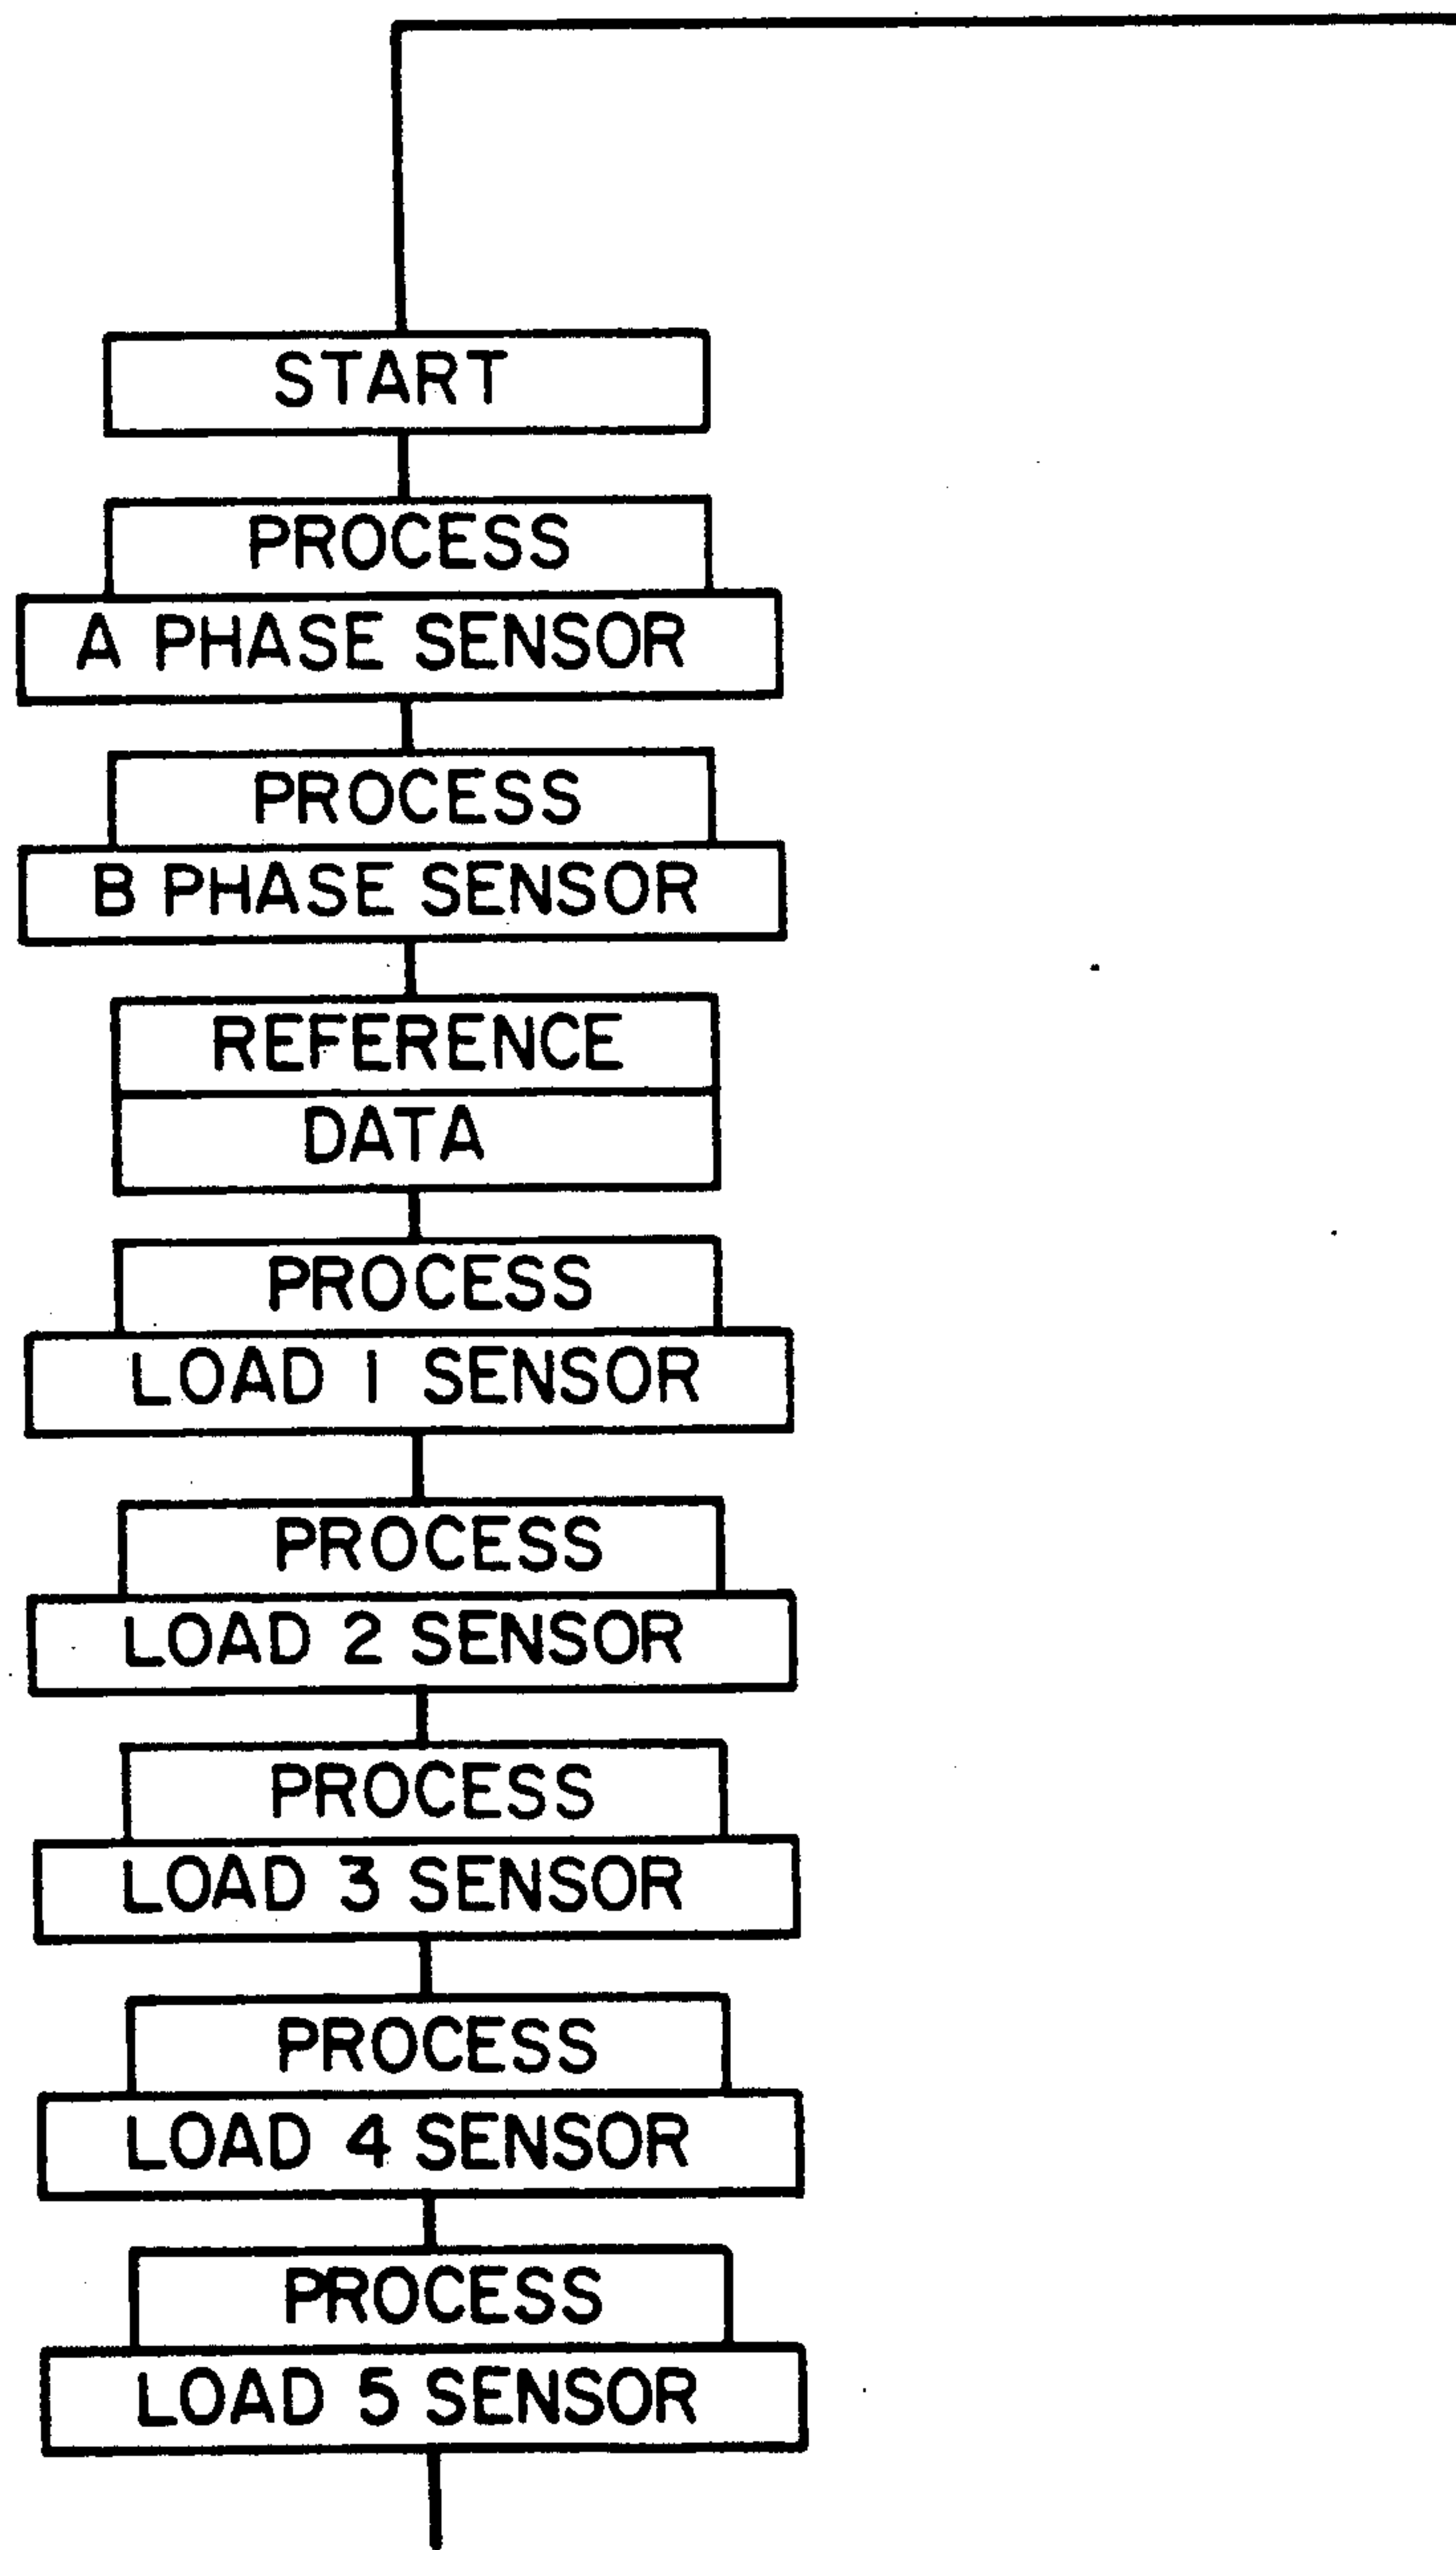 START
PROCESS
A PHASE SENSOR
PROCESS
B PHASE SENSOR
REFERENCE
DATA
PROCESS
LOAD 1 SENSOR
PROCESS
LOAD 2 SENSOR
PROCESS
LOAD 3 SENSOR
PROCESS
LOAD 4 SENSOR
PROCESS
LOAD 5 SENSOR